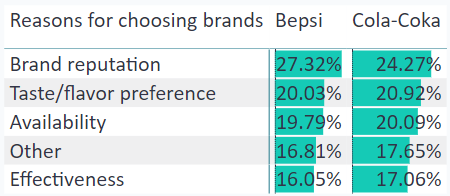 Reasons for choosing brands Bepsi Cola-Coka
Brand reputation 27.32% 24.27%
Taste/flavor preference 20.03% 20.92%
Availability 19.79% 20.09%
Other 16.81% 17.65%
Effectiveness 16.05% 17.06%